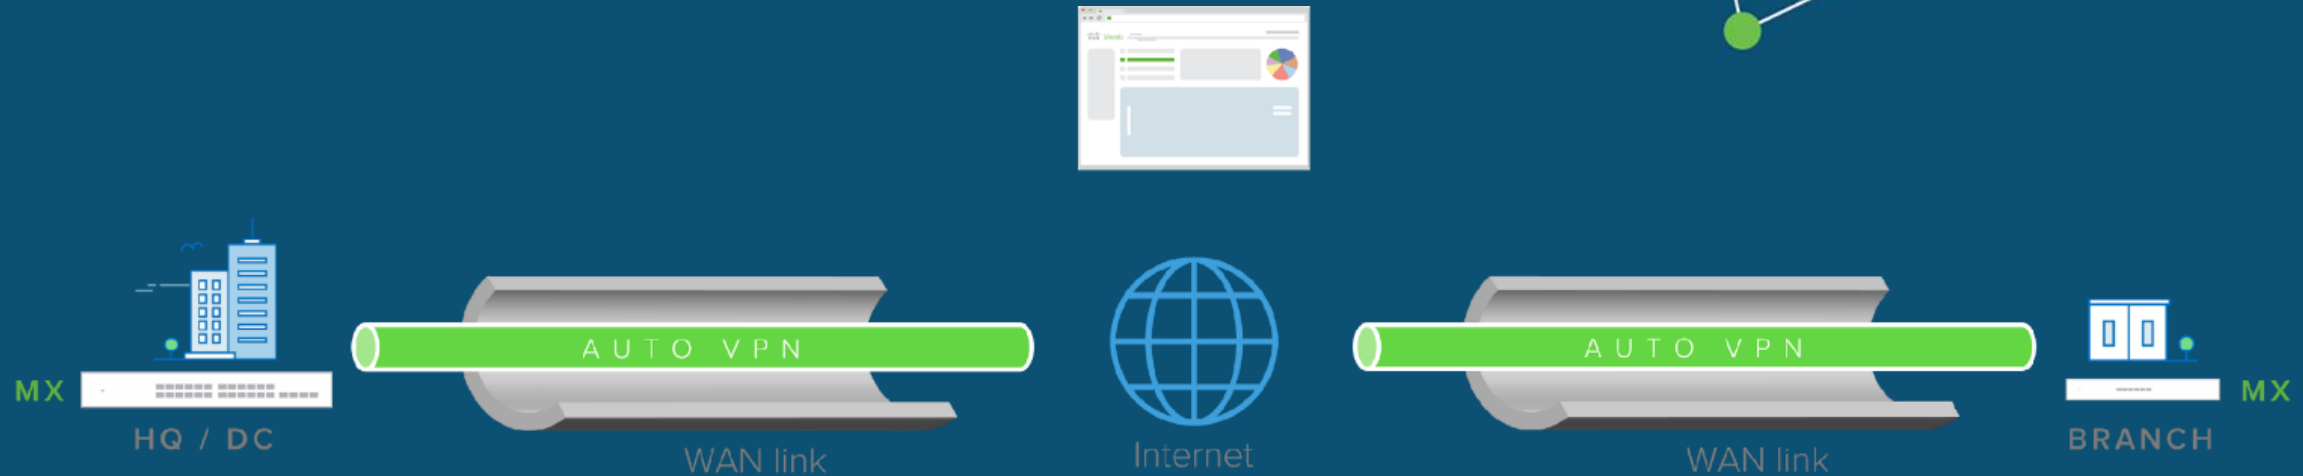 AUTO VPN
AUTO VPN
MX
MX
HQ / DC
BRANCH
WAN link
Internet
WAN link